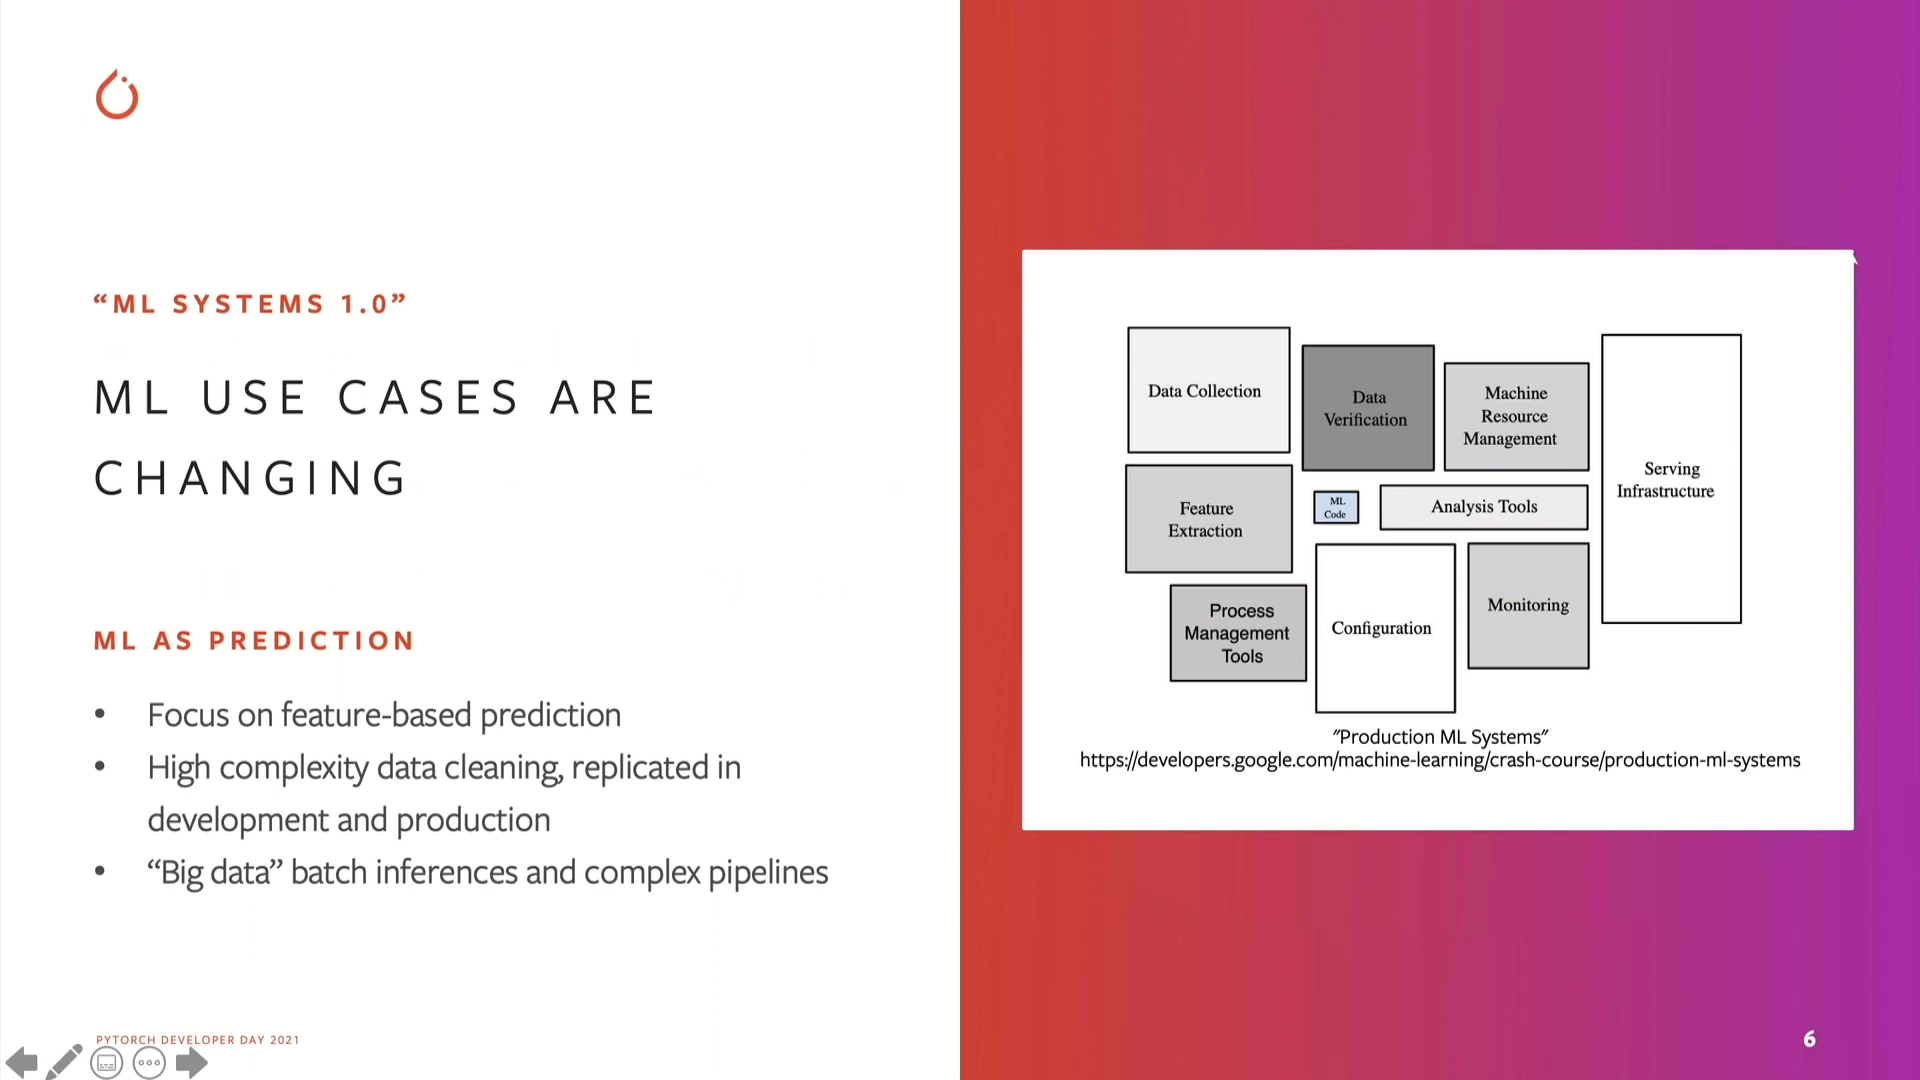 “ML SYSTEMS 1.0”
ML USE CASES ARE
CHANGING
ML AS PREDICTION
• Focus on feature-based prediction
• High complexity data cleaning, replicated in
development and production
• “Big data” batch inferences and complex pipelines
PYTORCH DEVELOPER DAY 2021
Data Collection
Data
Verification
Machine
Resource
Management
Serving
Infrastructure
Feature
Extraction
ML
Code
Analysis Tools
Process
Management
Tools
Configuration
Monitoring
"Production ML Systems"
https://developers.google.com/machine-learning/crash-course/production-ml-systems
6